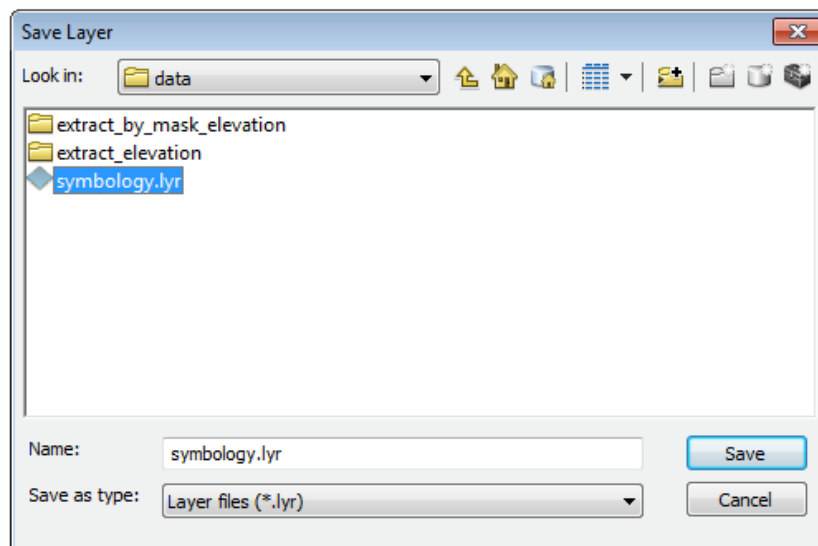 Save Layer
Look in: data
extract_by_mask_elevation
extract_elevation
symbology.lyr
Name: symbology.lyr Save
Save as type: Layer files (*.lyr) Cancel